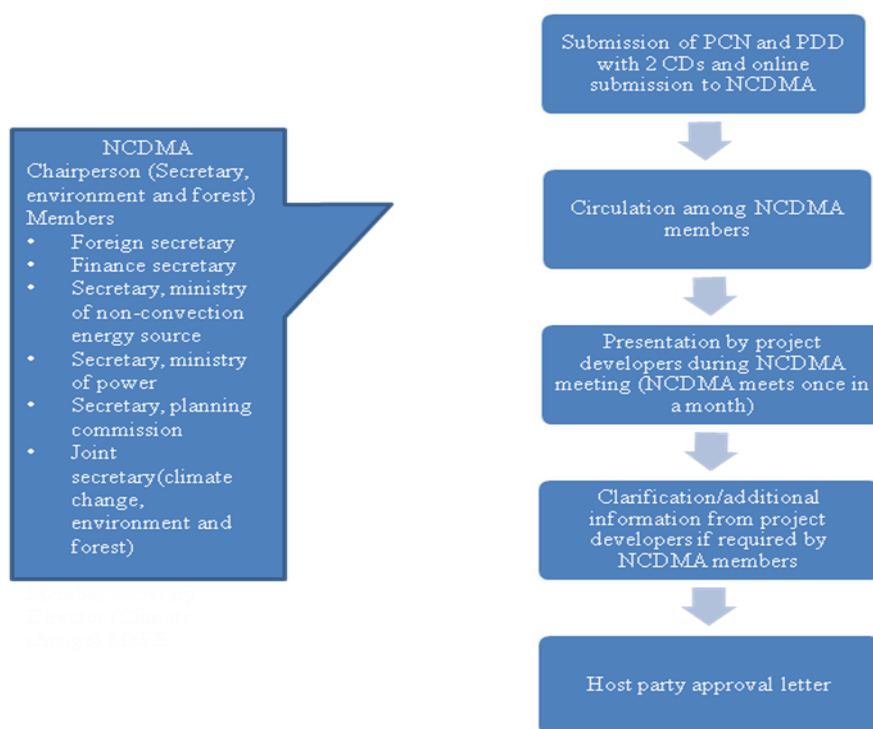 NCDMA
Chairperson (Secretary,
environment and forest)
Members
• Foreign secretary
• Finance secretary
• Secretary, ministry
of non-convection
energy source
• Secretary, ministry
of power
• Secretary, planning
commission
• Joint
secretary(climate
change,
environment and
forest)
Submission of PCN and PDD
with 2 CDs and online
submission to NCDMA
Circulation among NCDMA
members
Presentation by project
developers during NCDMA
meeting (NCDMA meets once in
a month)
Clarification/additional
information from project
developers if required by
NCDMA members
Host party approval letter